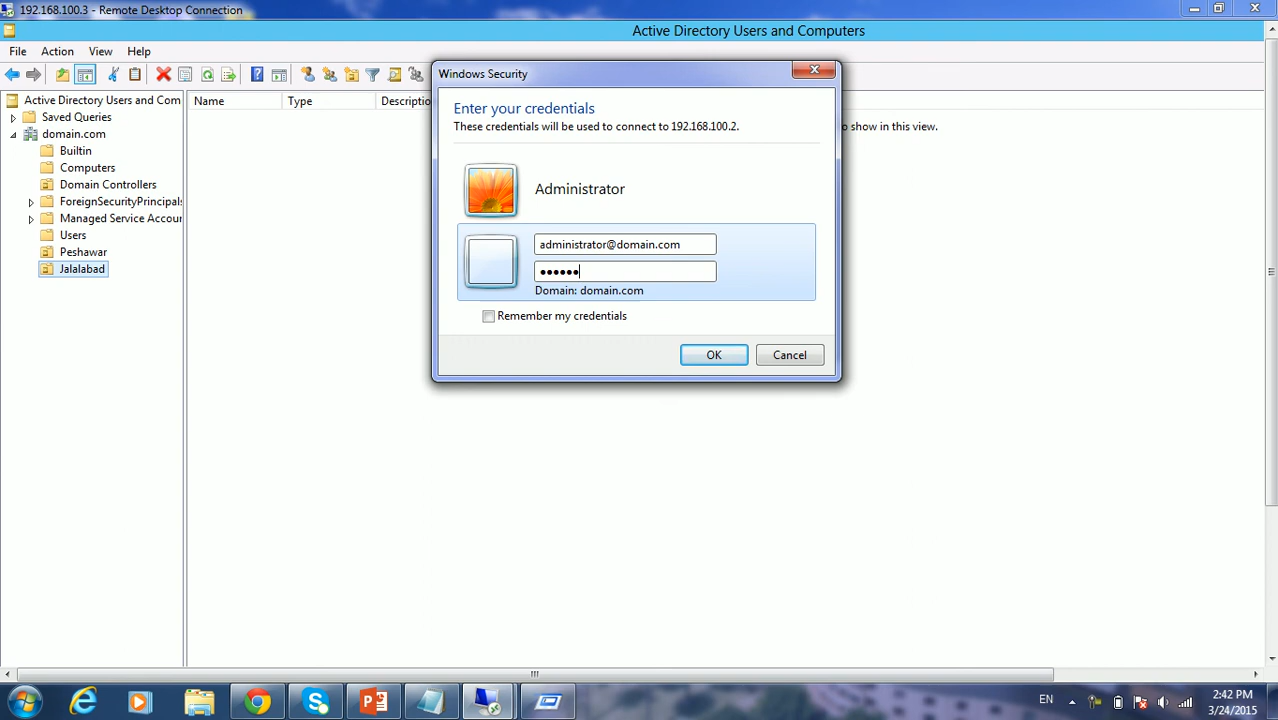 192.168.100.3 - Remote Desktop Connection
Active Directory Users and Computers
File Action View Help
Active Directory Users and Com
Saved Queries
domain.com
Builtin
Computers
Domain Controllers
ForeignSecurityPrincipals
Managed Service Accour
Users
Peshawar
Jalalabad
Name Type Descriptio
o show in this view.
Windows Security
Enter your credentials
These credentials will be used to connect to 192.168.100.2.
Administrator
administrator@domain.com
••••••
Domain: domain.com
Remember my credentials
OK Cancel
EN
2:42 PM
3/24/2015